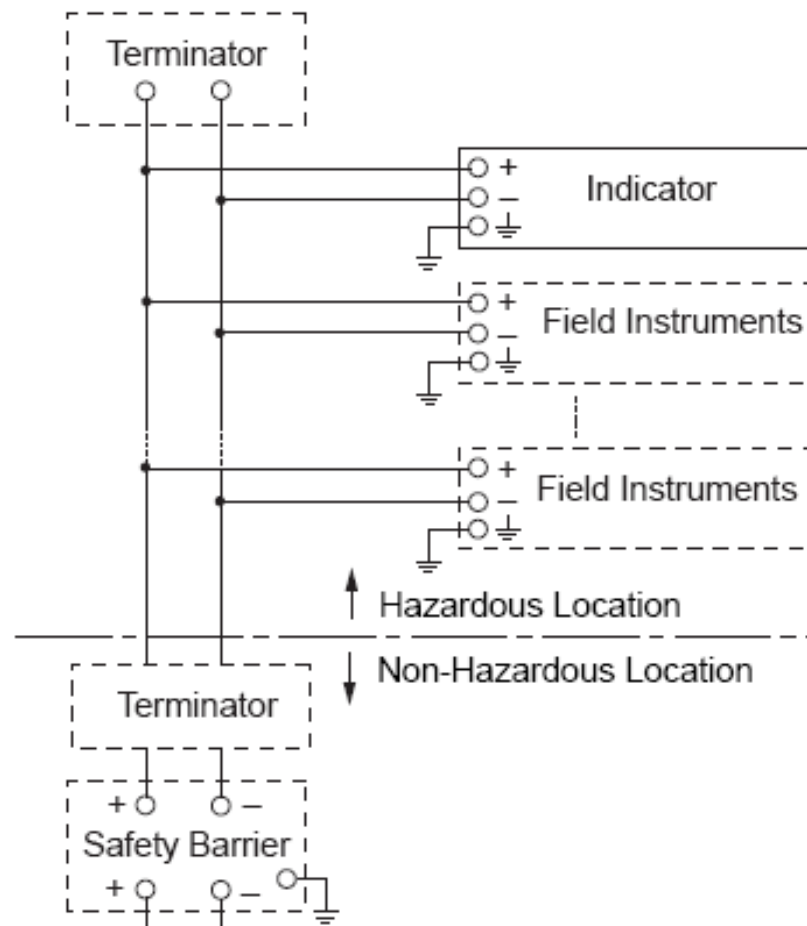 Terminator
+
Indicator
–
+
Field Instruments
–
+
Field Instruments
–
Hazardous Location
Non-Hazardous Location
Terminator
+ –
Safety Barrier
+ –